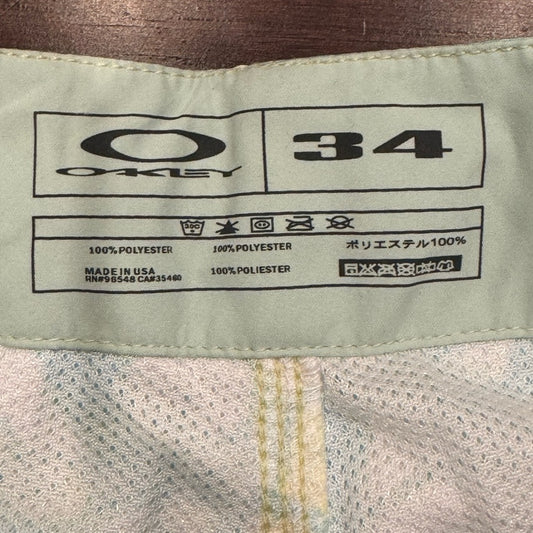 OAKLEY
34
100%POLYESTER
100%POLYESTER
ポリエステル100%
MADE IN USA
RN#96548 CA#35460
100%POLIESTER